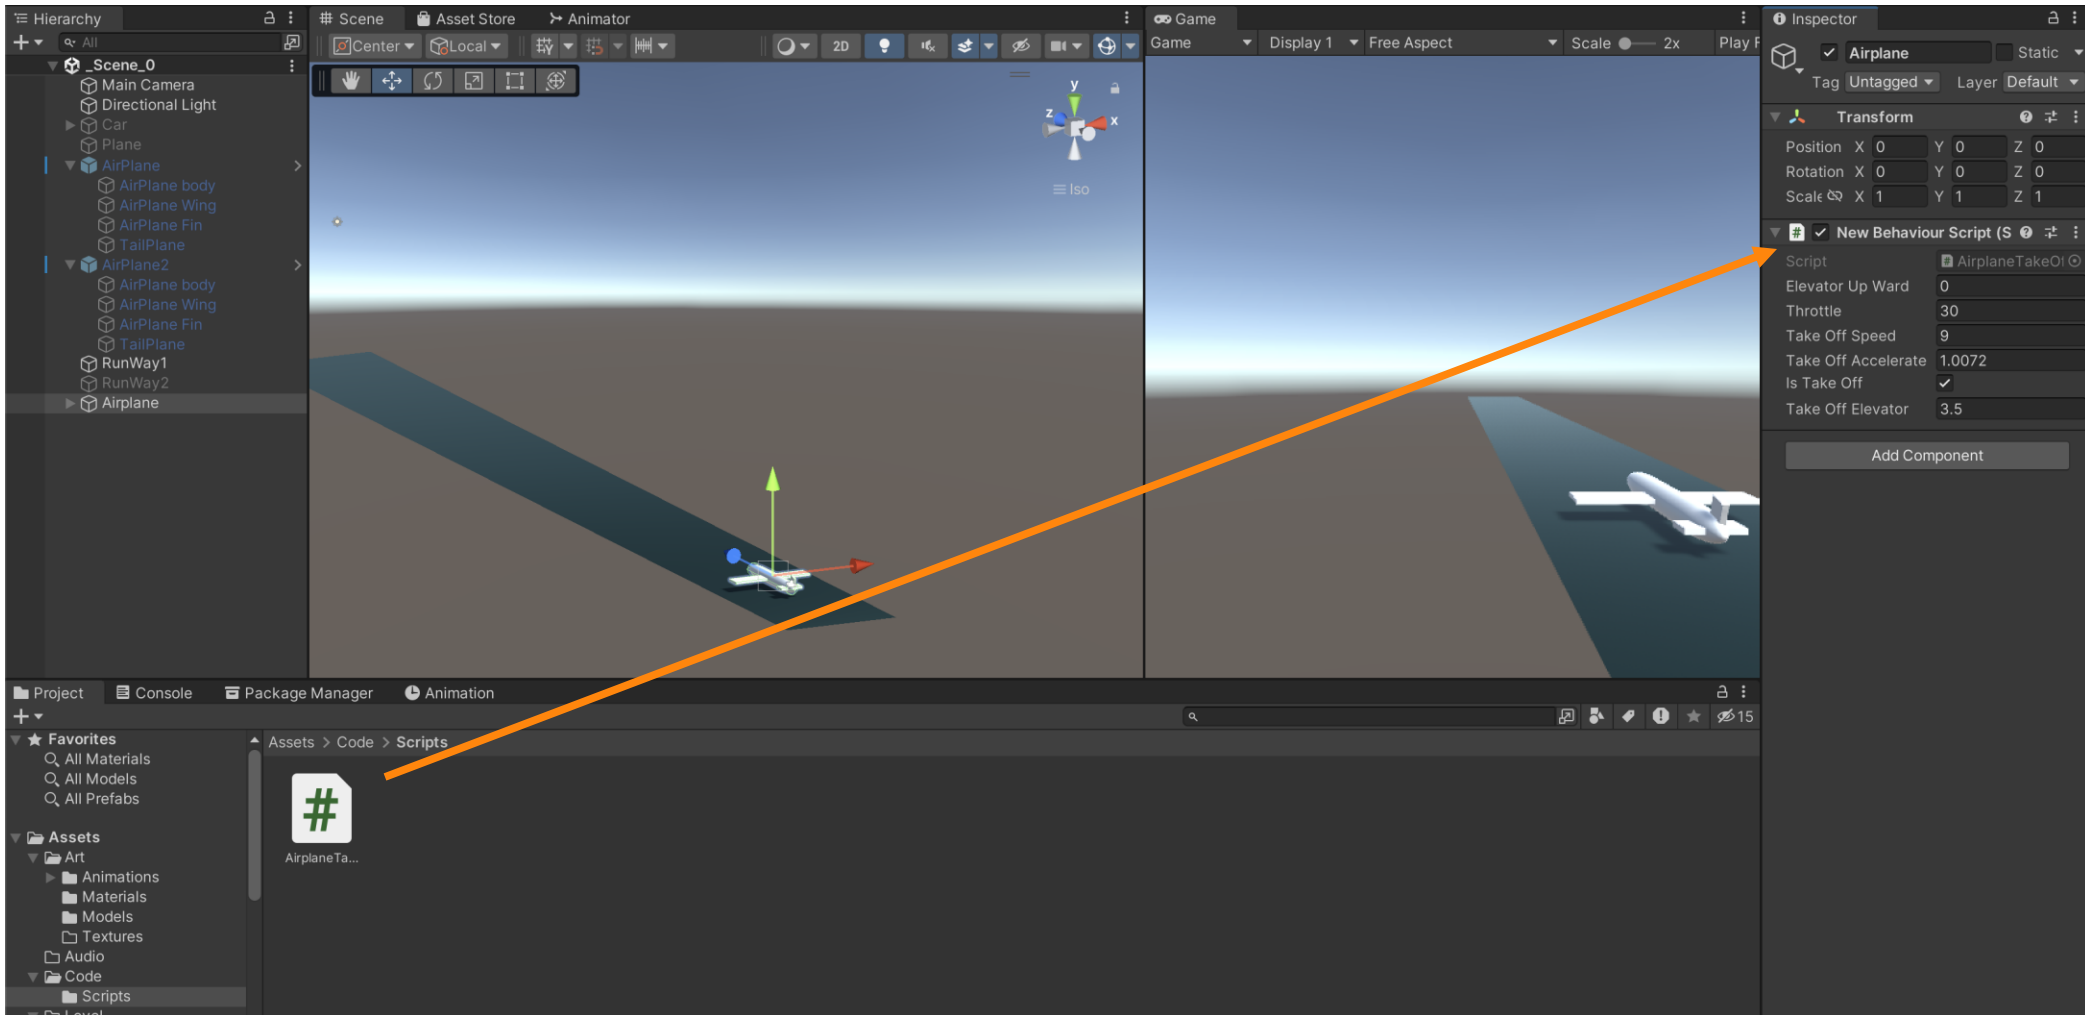 Hierarchy
All
_Scene_0
Main Camera
Directional Light
Car
Plane
AirPlane
AirPlane body
AirPlane Wing
AirPlane Fin
TailPlane
AirPlane2
AirPlane body
AirPlane Wing
AirPlane Fin
TailPlane
RunWay1
RunWay2
Airplane
Scene Asset Store Animator
Center Local 2D
y
z x
Iso
Game
Game Display 1 Free Aspect Scale 2x Play F
Inspector
Airplane Static
Tag Untagged Layer Default
Transform
Position X 0 Y 0 Z 0
Rotation X 0 Y 0 Z 0
Scale X 1 Y 1 Z 1
# New Behaviour Script (S
Script AirplaneTakeOf
Elevator Up Ward 0
Throttle 30
Take Off Speed 9
Take Off Accelerate 1.0072
Is Take Off
Take Off Elevator 3.5
Add Component
Project Console Package Manager Animation
15
Favorites
All Materials
All Models
All Prefabs
Assets
Art
Animations
Materials
Models
Textures
Audio
Code
Scripts
Level
Assets > Code > Scripts
#
AirplaneTa...